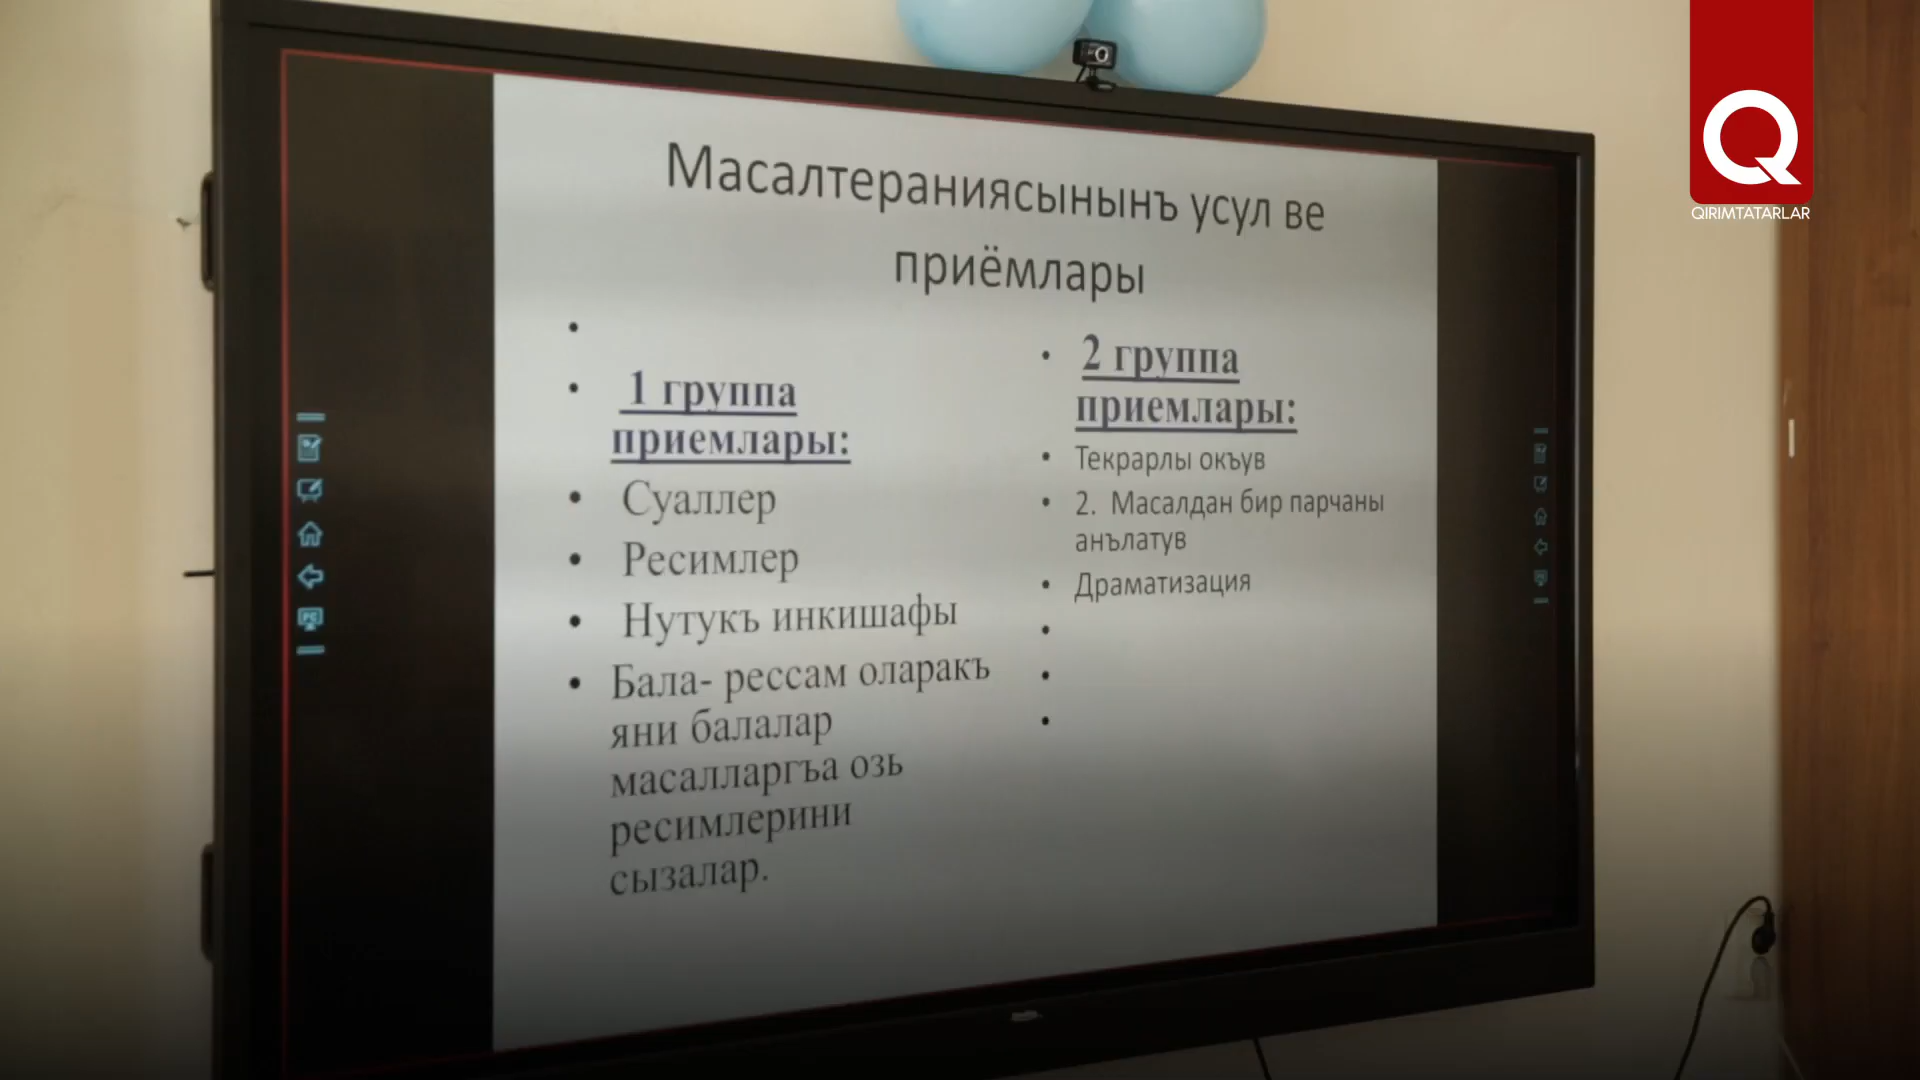 Масалтераниясынынъ усул ве
приёмлары
1 группа
приемлары:
Суаллер
Ресимлер
Нутукъ инкишафы
Бала- рессам оларакъ
яни балалар
масалларгъа озь
ресимлерини
сызалар.
2 группа
приемлары:
Текрарлы окъув
2. Масалдан бир парчаны
анълатув
Драматизация
PC
QIRIMTATARLAR